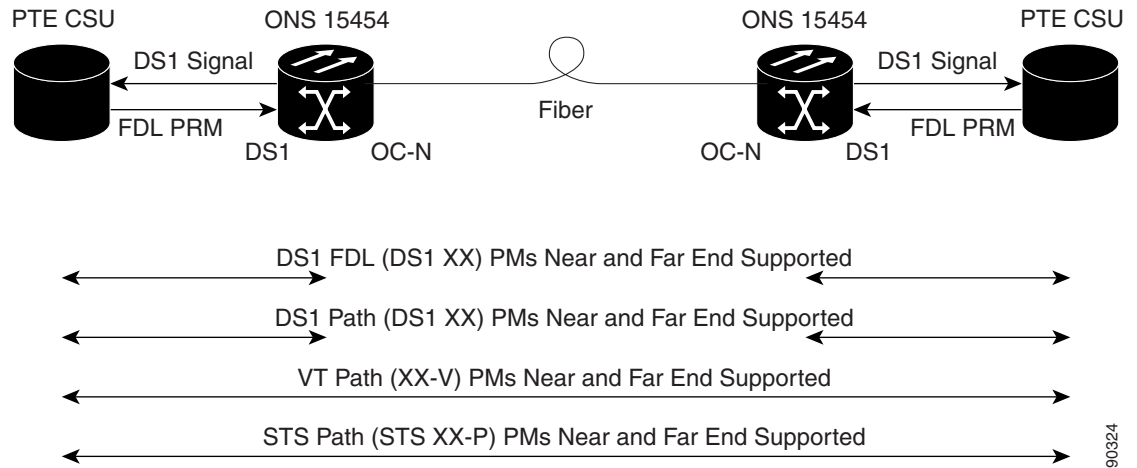 PTE CSU
ONS 15454
ONS 15454
PTE CSU
DS1 Signal
DS1 Signal
Fiber
FDL PRM
FDL PRM
DS1
OC-N
OC-N
DS1
DS1 FDL (DS1 XX) PMs Near and Far End Supported
DS1 Path (DS1 XX) PMs Near and Far End Supported
VT Path (XX-V) PMs Near and Far End Supported
STS Path (STS XX-P) PMs Near and Far End Supported
90324